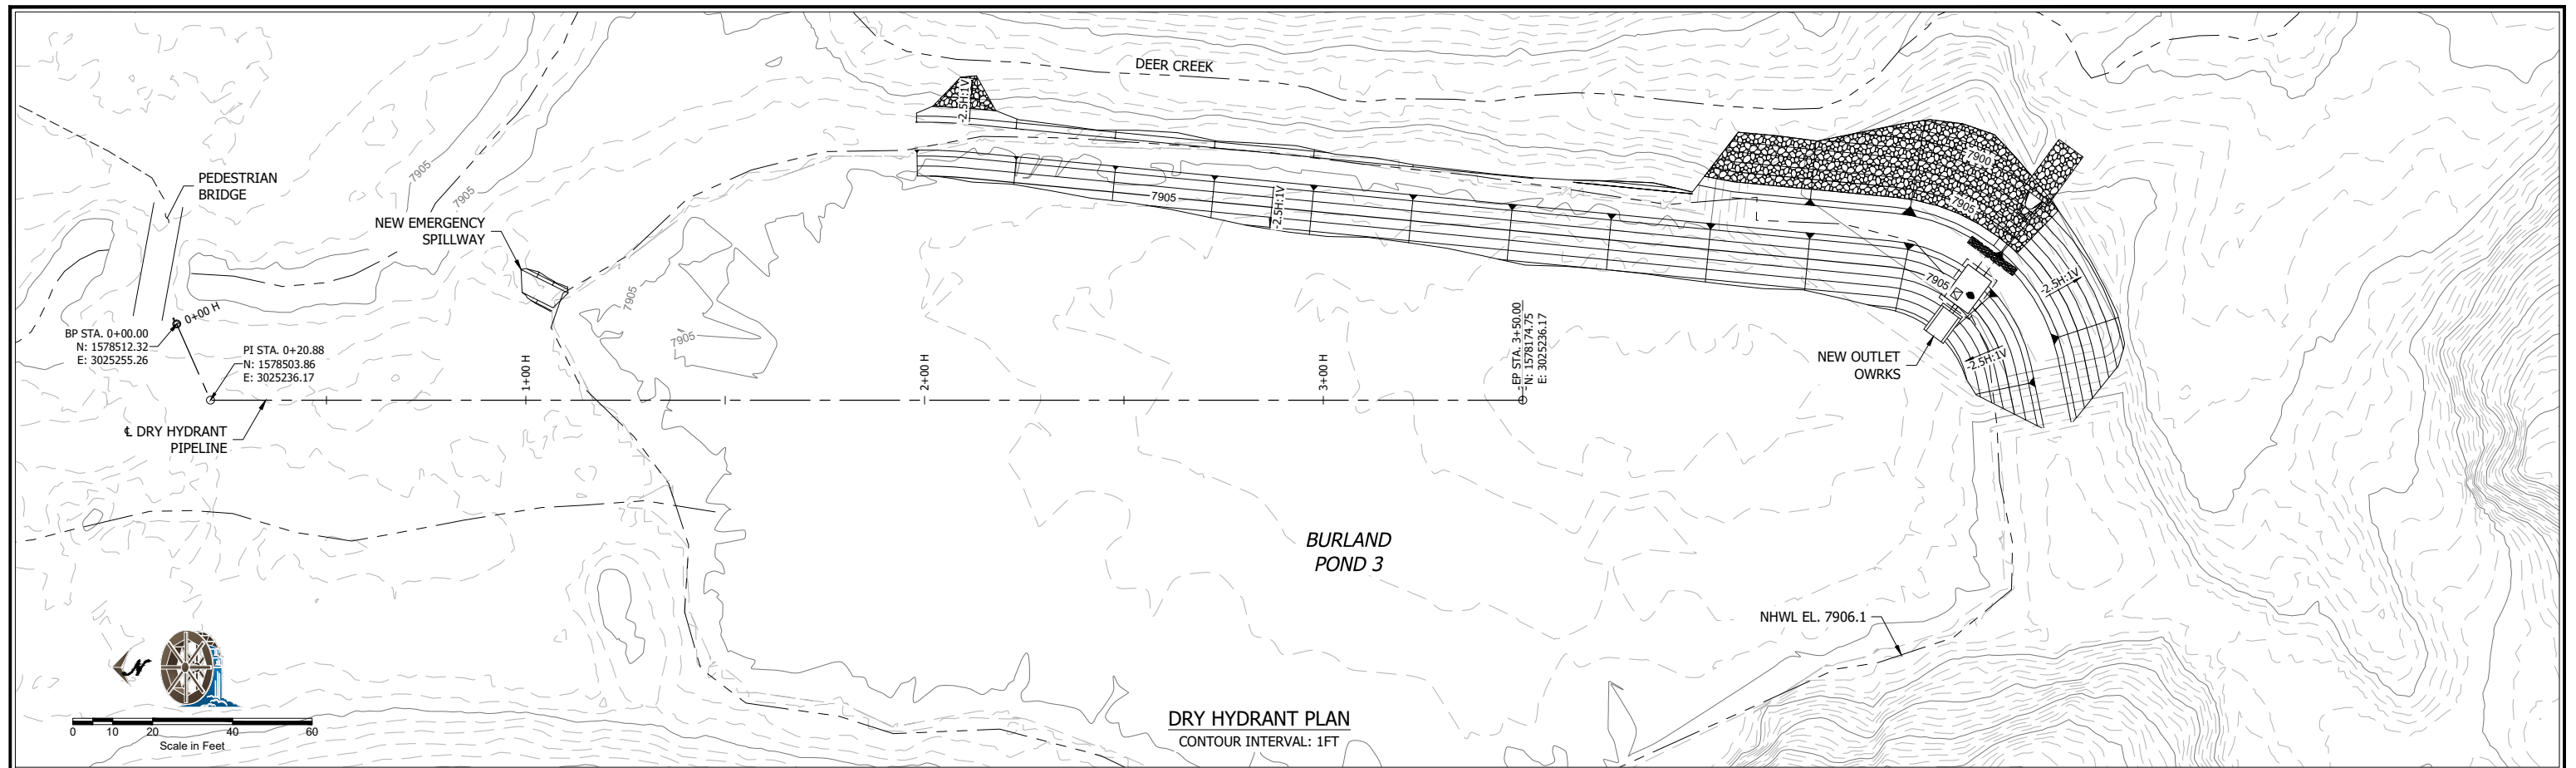 DEER CREEK
-2.5H:1V
PEDESTRIAN
BRIDGE
7905
7905
NEW EMERGENCY
SPILLWAY
7905
-2.5H:1V
7900
7905
7905
-2.5H:1V
-2.5H:1V
7905
7905
0+00 H
BP STA. 0+00.00
N: 1578512.32
E: 3025255.26
PI STA. 0+20.88
N: 1578503.86
E: 3025236.17
1+00 H
2+00 H
3+00 H
EP STA. 3+50.00
N: 1578174.75
E: 3025236.17
NEW OUTLET
OWRKS
℄ DRY HYDRANT
PIPELINE
BURLAND
POND 3
NHWL EL. 7906.1
N
0 10 20 40 60
Scale in Feet
DRY HYDRANT PLAN
CONTOUR INTERVAL: 1FT